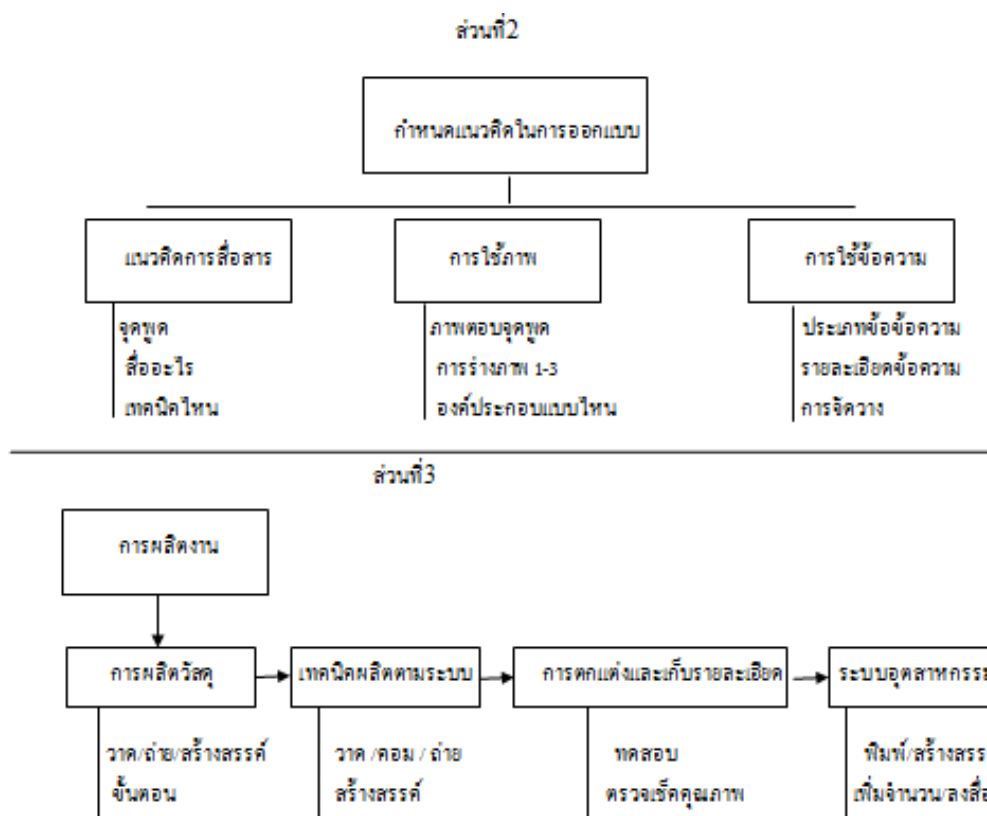 ส่วนที่2
กำหนดแนวคิดในการออกแบบ
แนวคิดการสื่อสาร
การใช้ภาพ
การใช้ข้อความ
จุดพูด
สื่ออะไร
เทคนิคไหน
ภาพตอบจุดพูด
การร่างภาพ 1-3
องค์ประกอบแบบไหน
ประเภทข้อข้อความ
รายละเอียดข้อความ
การจัดวาง
ส่วนที่3
การผลิตงาน
การผลิตวัสดุ
เทคนิคผลิตตามระบบ
การตกแต่งและเก็บรายละเอียด
ระบบอุตสาหกรรม
วาด/ถ่าย/สร้างสรรค์
ขั้นตอน
วาด /คอม / ถ่าย
สร้างสรรค์
ทดสอบ
ตรวจเช็คคุณภาพ
พิมพ์/สร้างสรร
เพิ่มจำนวน/ลงสื่อ